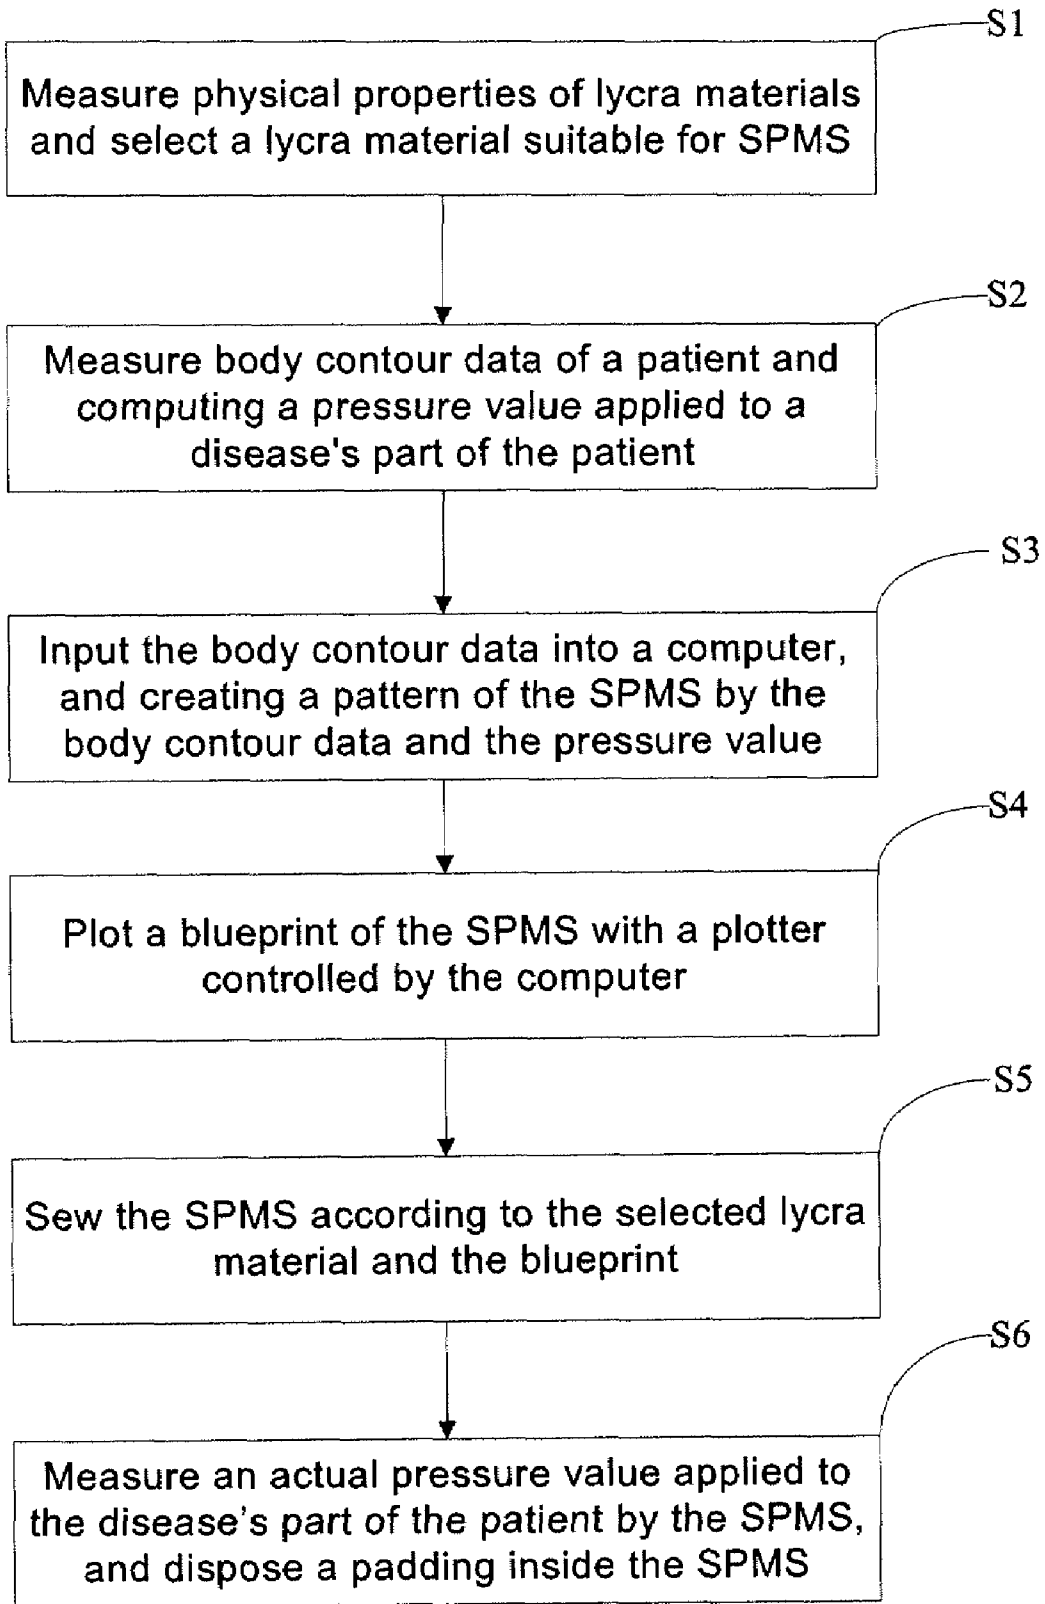 S1
Measure physical properties of lycra materials
and select a lycra material suitable for SPMS
S2
Measure body contour data of a patient and
computing a pressure value applied to a
disease's part of the patient
S3
Input the body contour data into a computer,
and creating a pattern of the SPMS by the
body contour data and the pressure value
S4
Plot a blueprint of the SPMS with a plotter
controlled by the computer
S5
Sew the SPMS according to the selected lycra
material and the blueprint
S6
Measure an actual pressure value applied to
the disease's part of the patient by the SPMS,
and dispose a padding inside the SPMS